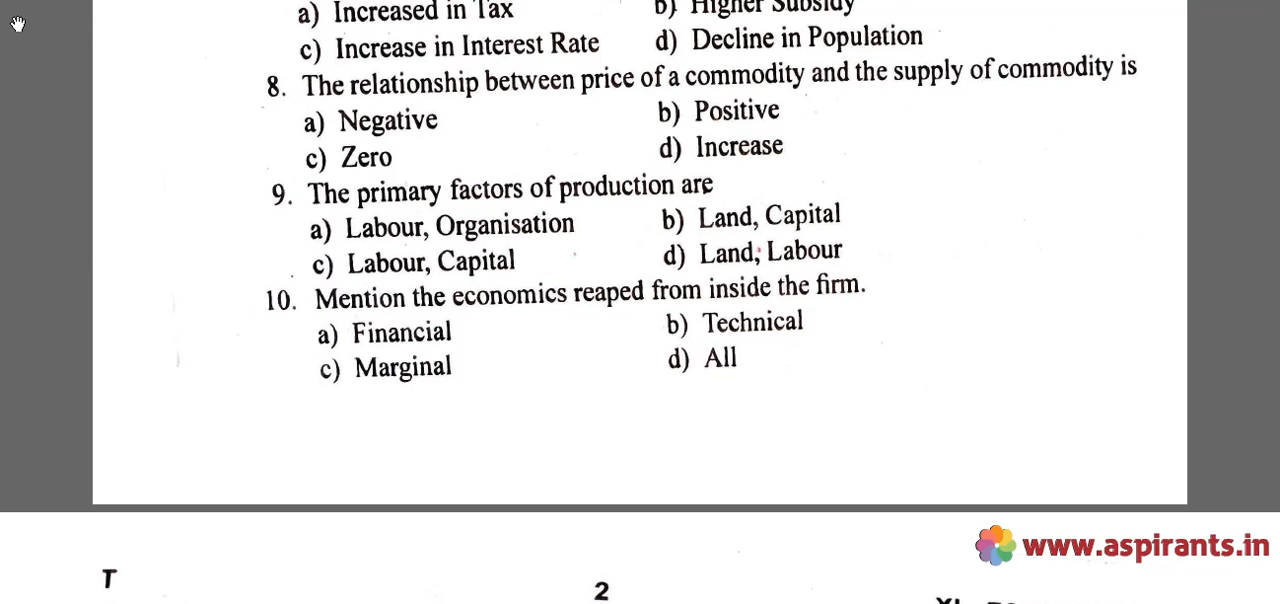 a) Increased in Tax b) Higher Subsidy
c) Increase in Interest Rate d) Decline in Population
8. The relationship between price of a commodity and the supply of commodity is
a) Negative b) Positive
c) Zero d) Increase
9. The primary factors of production are
a) Labour, Organisation b) Land, Capital
c) Labour, Capital d) Land, Labour
10. Mention the economics reaped from inside the firm.
a) Financial b) Technical
c) Marginal d) All
www.aspirants.in
T 2